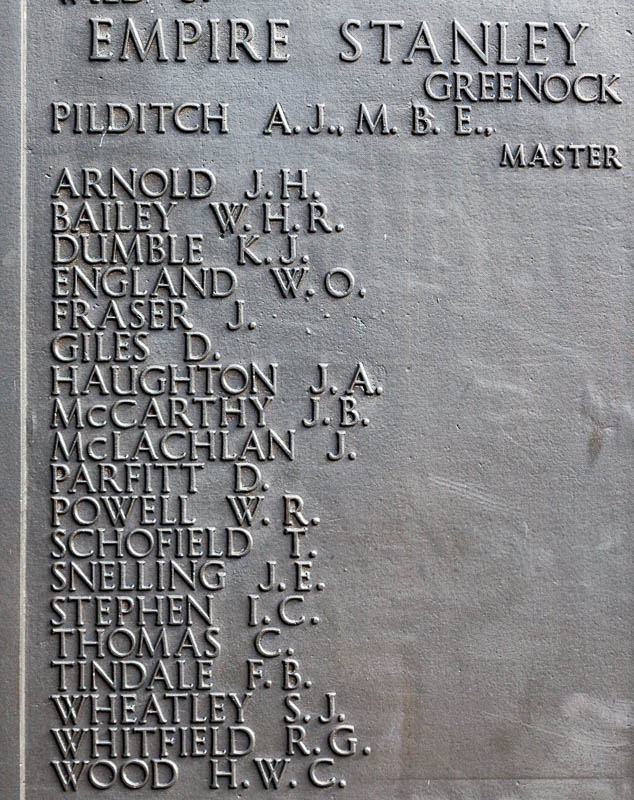 EMPIRE STANLEY
GREENOCK
PILDITCH A.J., M.B.E.,
MASTER
ARNOLD J.H.
BAILEY W.H.R.
DUMBLE K.J.
ENGLAND W.O.
FRASER J.
GILES D.
HAUGHTON J.A.
McCARTHY J.B.
McLACHLAN J.
PARFITT D.
POWELL W.R.
SCHOFIELD T.
SNELLING J.E.
STEPHEN I.C.
THOMAS C.
TINDALE F.B.
WHEATLEY S.J.
WHITFIELD R.G.
WOOD H.W.C.